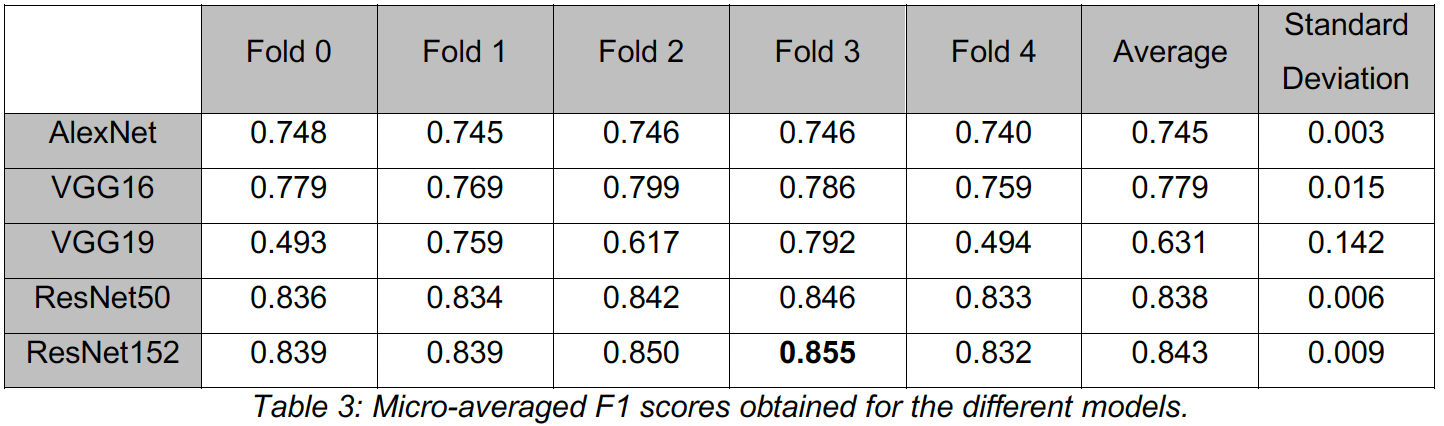 Fold 0 Fold 1 Fold 2 Fold 3 Fold 4 Average Standard Deviation
AlexNet 0.748 0.745 0.746 0.746 0.740 0.745 0.003
VGG16 0.779 0.769 0.799 0.786 0.759 0.779 0.015
VGG19 0.493 0.759 0.617 0.792 0.494 0.631 0.142
ResNet50 0.836 0.834 0.842 0.846 0.833 0.838 0.006
ResNet152 0.839 0.839 0.850 0.855 0.832 0.843 0.009
Table 3: Micro-averaged F1 scores obtained for the different models.